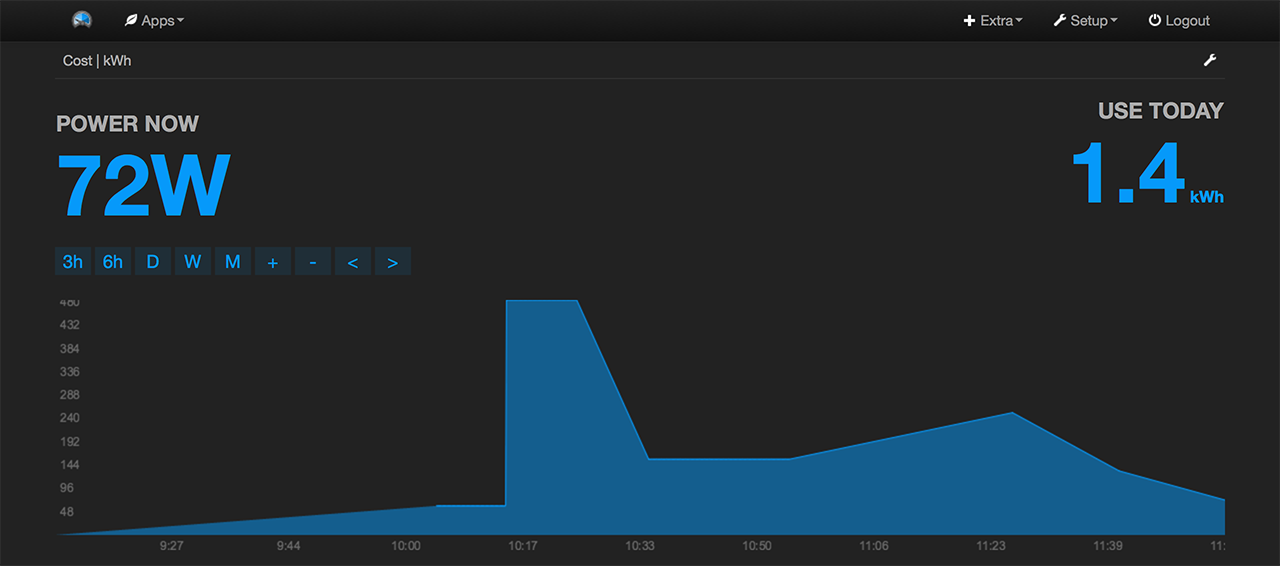 Apps
Extra Setup Logout
Cost | kWh
POWER NOW
72W
USE TODAY
1.4 kWh
3h 6h D W M + - < >
480
432
384
336
288
240
192
144
96
48
9:27 9:44 10:00 10:17 10:33 10:50 11:06 11:23 11:39 11: